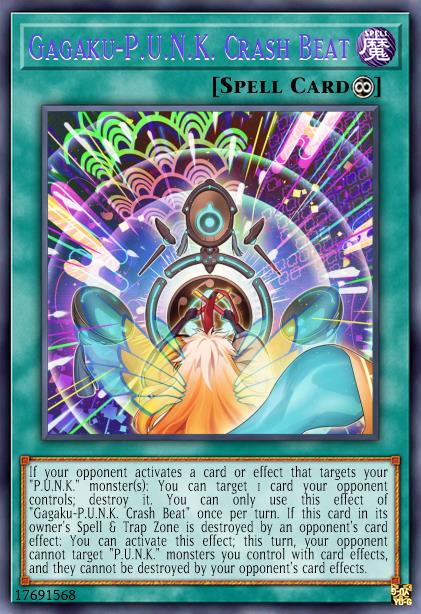 Gagaku-P.U.N.K. Crash Beat
SPELL
魔
[Spell Card]
If your opponent activates a card or effect that targets your
"P.U.N.K." monster(s): You can target 1 card your opponent
controls; destroy it. You can only use this effect of
"Gagaku-P.U.N.K. Crash Beat" once per turn. If this card in its
owner's Spell & Trap Zone is destroyed by an opponent's card
effect: You can activate this effect; this turn, your opponent
cannot target "P.U.N.K." monsters you control with card effects,
and they cannot be destroyed by your opponent's card effects.
17691568